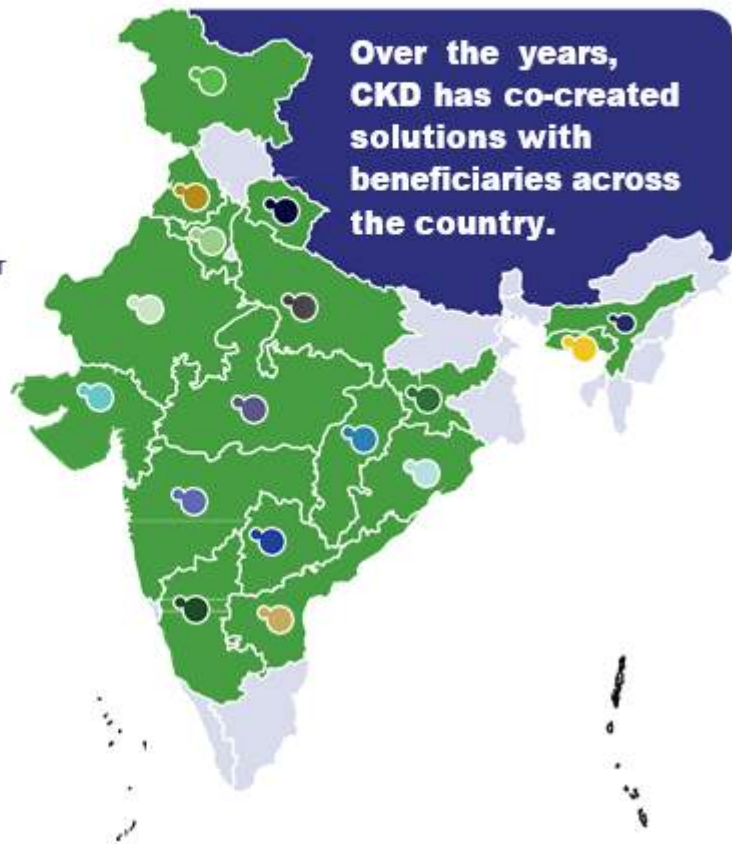 Over the years,
CKD has co-created
solutions with
beneficiaries across
the country.